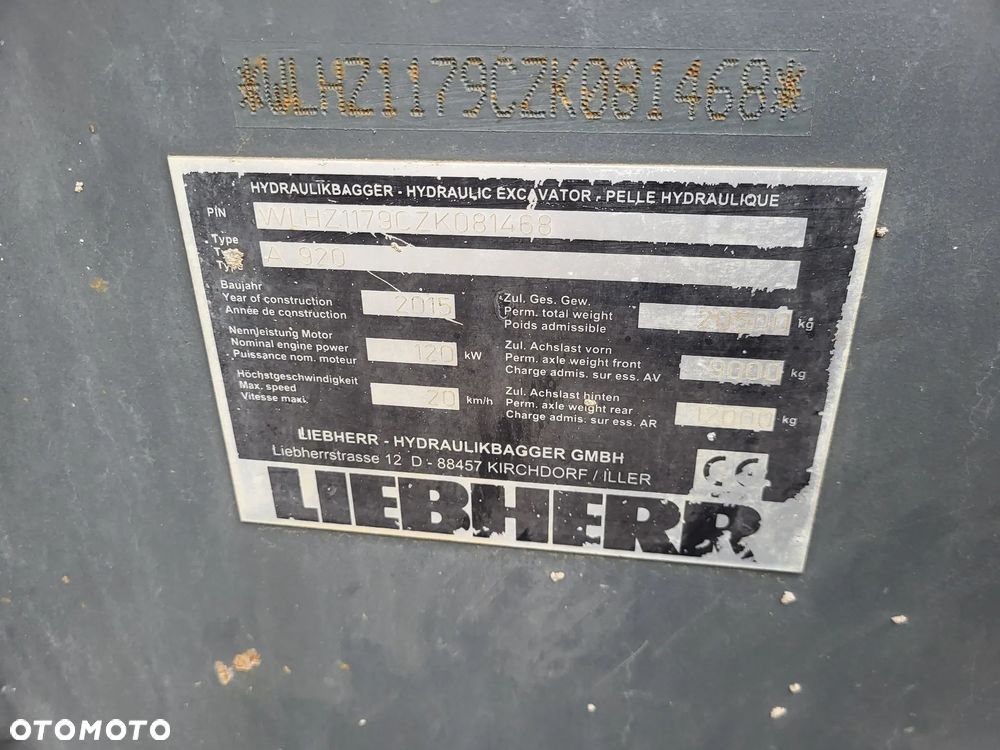 *WLHZ1179CZK081468*
HYDRAULIKBAGGER - HYDRAULIC EXCAVATOR - PELLE HYDRAULIQUE
PIN WLHZ1179CZK081468
Type
A 920
Baujahr
Year of construction
Année de construction
2015
Nennleistung Motor
Nominal engine power
Puissance nom. moteur
120 kW
Höchstgeschwindigkeit
Max. speed
Vitesse maxi.
20 km/h
Zul. Ges. Gew.
Perm. total weight
Poids admissible
20500 kg
Zul. Achslast vorn
Perm. axle weight front
Charge admis. sur ess. AV
9000 kg
Zul. Achslast hinten
Perm. axle weight rear
Charge admis. sur ess. AR
12000 kg
LIEBHERR - HYDRAULIKBAGGER GMBH
Liebherrstrasse 12 D - 88457 KIRCHDORF / ILLER
CE
LIEBHERR
OTOMOTO